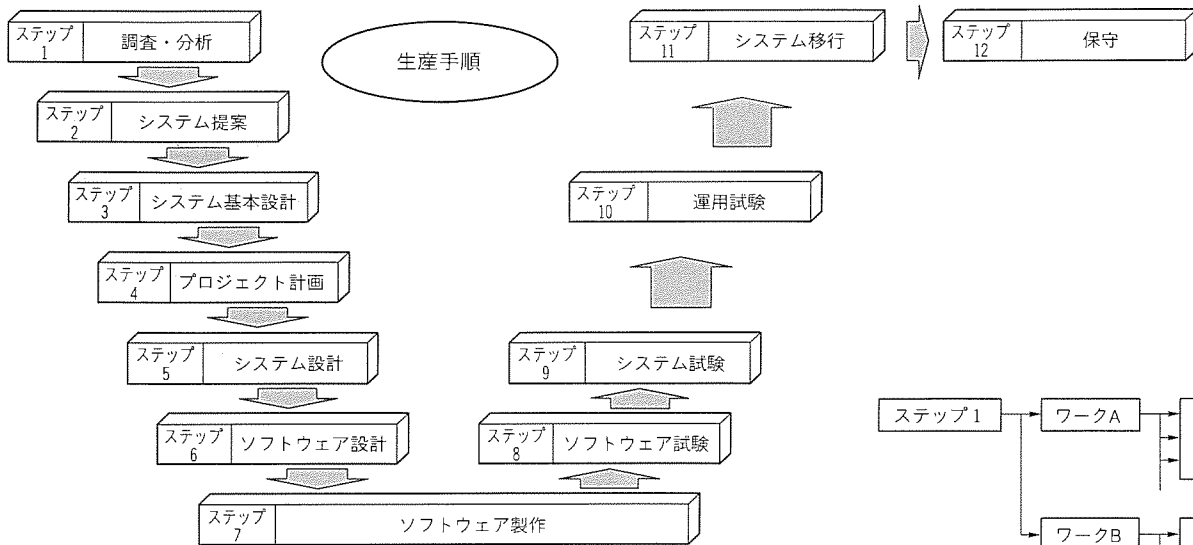 ステップ
1
調査・分析
ステップ
2
システム提案
ステップ
3
システム基本設計
ステップ
4
プロジェクト計画
ステップ
5
システム設計
ステップ
6
ソフトウェア設計
ステップ
7
ソフトウェア製作
ステップ
8
ソフトウェア試験
ステップ
9
システム試験
ステップ
10
運用試験
ステップ
11
システム移行
ステップ
12
保守
生産手順
ステップ1
ワークA
ワークB